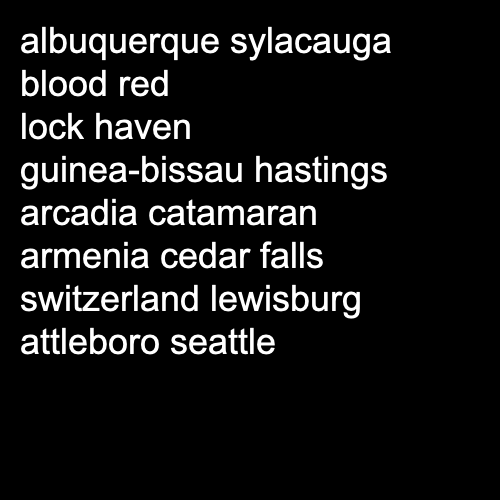 albuquerque sylacauga
blood red
lock haven
guinea-bissau hastings
arcadia catamaran
armenia cedar falls
switzerland lewisburg
attleboro seattle